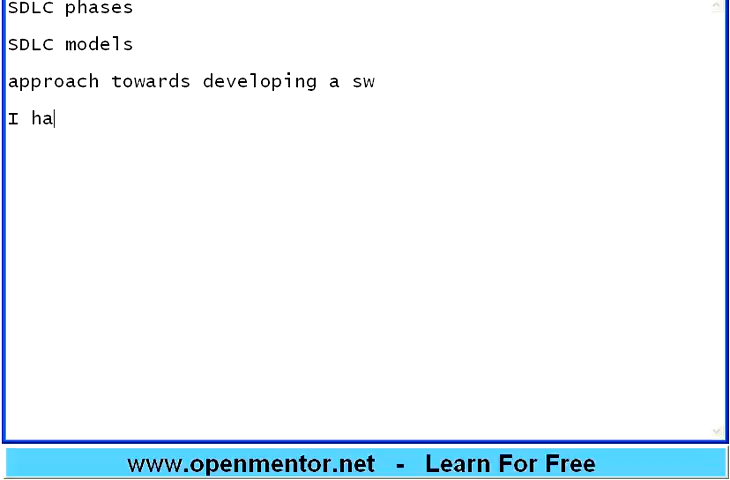 SDLC phases
SDLC models
approach towards developing a sw
I ha
www.openmentor.net - Learn For Free